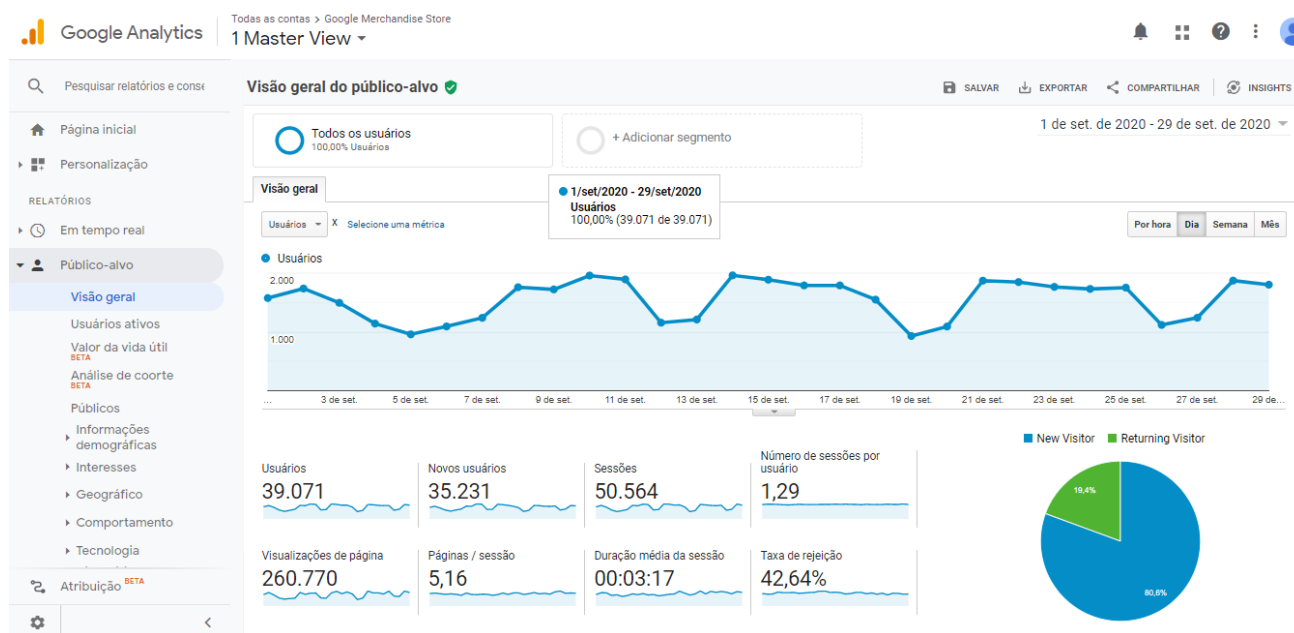 Google Analytics
Todas as contas > Google Merchandise Store
1 Master View
Pesquisar relatórios e conse
Página inicial
Personalização
RELATÓRIOS
Em tempo real
Público-alvo
Visão geral
Usuários ativos
Valor da vida útil
BETA
Análise de coorte
BETA
Públicos
Informações
demográficas
Interesses
Geográfico
Comportamento
Tecnologia
Atribuição BETA
Visão geral do público-alvo
SALVAR
EXPORTAR
COMPARTILHAR
INSIGHTS
Todos os usuários
100,00% Usuários
+ Adicionar segmento
1 de set. de 2020 - 29 de set. de 2020
Visão geral
1/set/2020 - 29/set/2020
Usuários
100,00% (39.071 de 39.071)
Usuários X Selecione uma métrica
Por hora Dia Semana Mês
Usuários
2.000
1.000
... 3 de set. 5 de set. 7 de set. 9 de set. 11 de set. 13 de set. 15 de set. 17 de set. 19 de set. 21 de set. 23 de set. 25 de set. 27 de set. 29 de...
New Visitor Returning Visitor
Usuários
39.071
Novos usuários
35.231
Sessões
50.564
Número de sessões por
usuário
1,29
Visualizações de página
260.770
Páginas / sessão
5,16
Duração média da sessão
00:03:17
Taxa de rejeição
42,64%
19,4%
80,6%